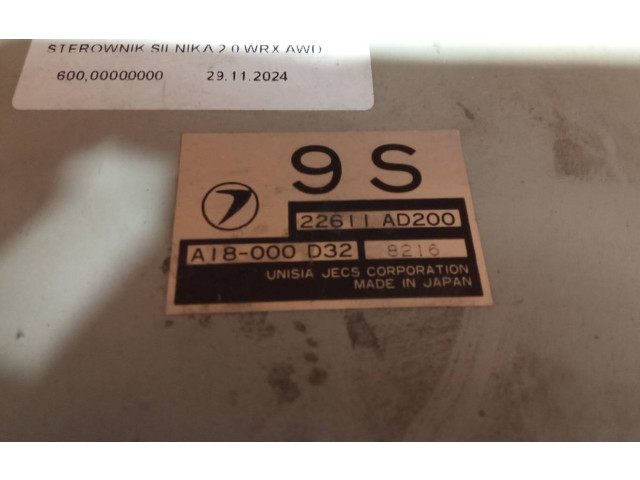 STEROWNIK SILNIKA 2.0 WRX AWD
600,00000000 29.11.2024
9 S
22611 AD200
A18-000 D32 8216
UNISIA JECS CORPORATION
MADE IN JAPAN